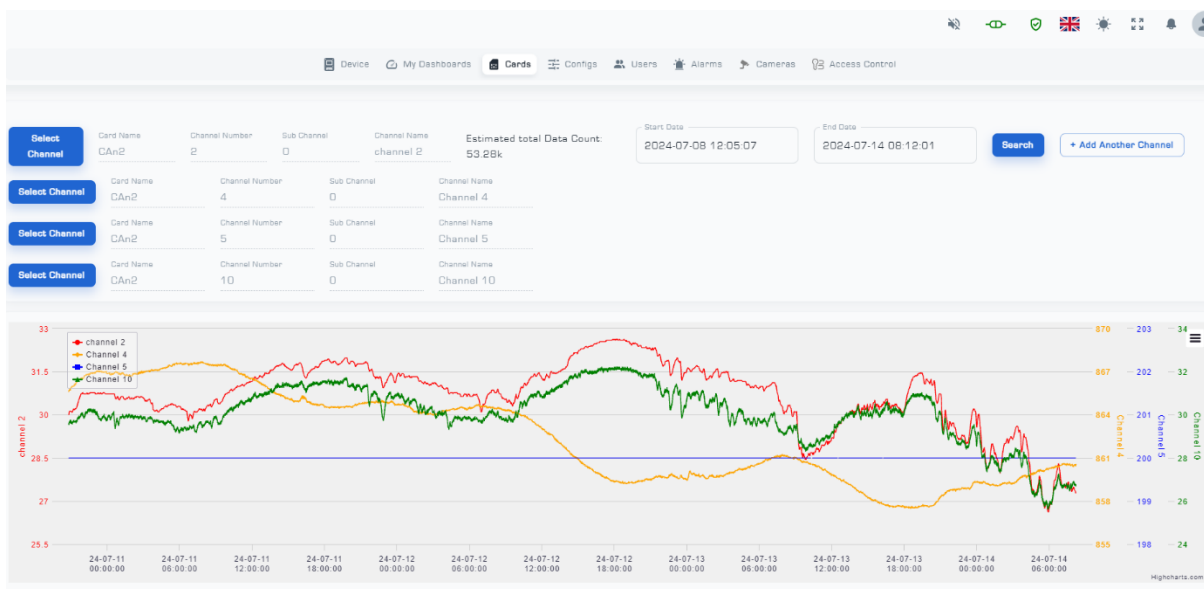 Device My Dashboards Cards Configs Users Alarms Cameras Access Control
Select Channel
Card Name
CAn2
Channel Number
2
Sub Channel
0
Channel Name
channel 2
Estimated total Data Count:
53.28k
Start Date
2024-07-08 12:05:07
End Date
2024-07-14 08:12:01
Search
+ Add Another Channel
Select Channel
Card Name
CAn2
Channel Number
4
Sub Channel
0
Channel Name
Channel 4
Select Channel
Card Name
CAn2
Channel Number
5
Sub Channel
0
Channel Name
Channel 5
Select Channel
Card Name
CAn2
Channel Number
10
Sub Channel
0
Channel Name
Channel 10
channel 2
Channel 4
Channel 5
Channel 10
channel 2
33
31.5
30
28.5
27
25.5
870
867
864
861
858
855
Channel 4
203
202
201
200
199
198
Channel 5
34
32
30
28
26
24
Channel 10
24-07-11 00:00:00
24-07-11 06:00:00
24-07-11 12:00:00
24-07-11 18:00:00
24-07-12 00:00:00
24-07-12 06:00:00
24-07-12 12:00:00
24-07-12 18:00:00
24-07-13 00:00:00
24-07-13 06:00:00
24-07-13 12:00:00
24-07-13 18:00:00
24-07-14 00:00:00
24-07-14 06:00:00
Highcharts.com